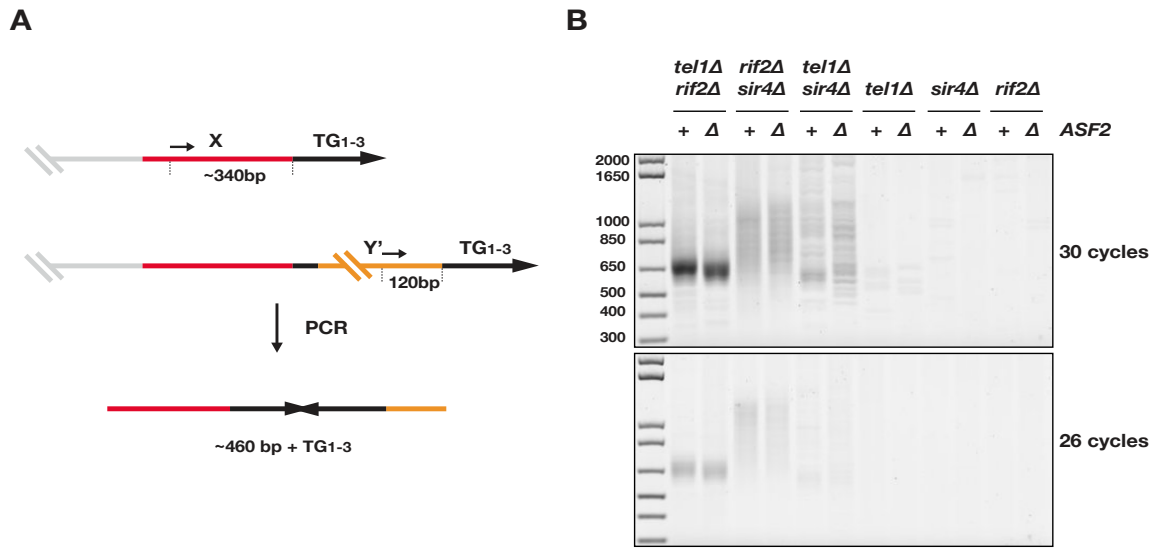 A
X
TG1-3
~340bp
Y'
TG1-3
120bp
PCR
~460 bp + TG1-3
B
tel1Δ rif2Δ tel1Δ
rif2Δ sir4Δ sir4Δ tel1Δ sir4Δ rif2Δ
+ Δ + Δ + Δ + Δ + Δ + Δ ASF2
2000
1650
1000
850
650
500
400
300
30 cycles
26 cycles